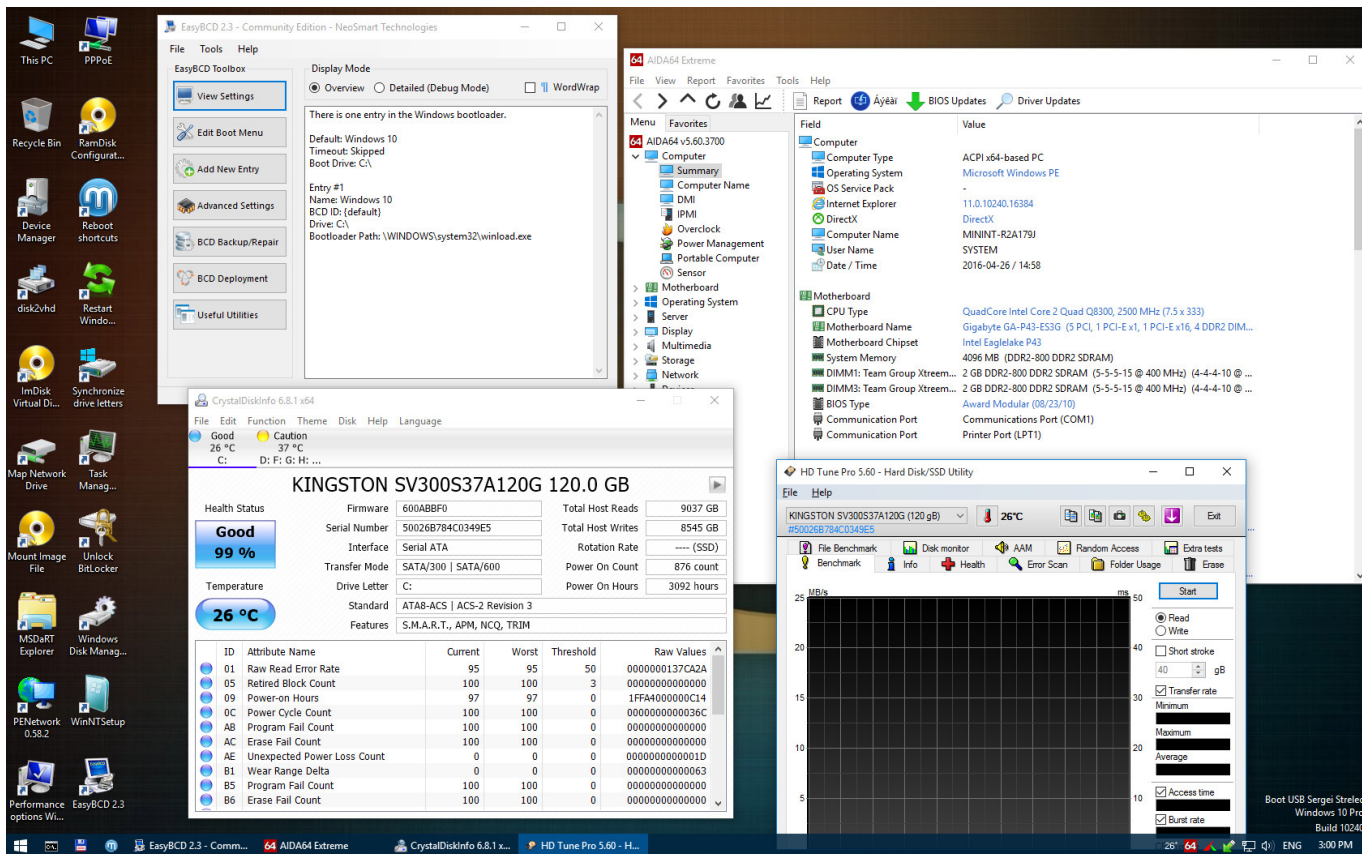 This PC
PPPoE
Recycle Bin
RamDisk
Configurat...
Device
Manager
Reboot
shortcuts
disk2vhd
Restart
Windo...
ImDisk
Virtual Di...
Synchronize
drive letters
Map Network
Drive
Task
Manag...
Mount Image
File
Unlock
BitLocker
MSDaRT
Explorer
Windows
Disk Manag...
PENetwork
0.58.2
WinNTSetup
Performance
options Wi...
EasyBCD 2.3
EasyBCD 2.3 - Community Edition - NeoSmart Technologies
File Tools Help
EasyBCD Toolbox
View Settings
Edit Boot Menu
Add New Entry
Advanced Settings
BCD Backup/Repair
BCD Deployment
Useful Utilities
Display Mode
Overview Detailed (Debug Mode) WordWrap
There is one entry in the Windows bootloader.
Default: Windows 10
Timeout: Skipped
Boot Drive: C:\
Entry #1
Name: Windows 10
BCD ID: {default}
Drive: C:\
Bootloader Path: \WINDOWS\system32\winload.exe
64 AIDA64 Extreme
File View Report Favorites Tools Help
Report Áýêàï BIOS Updates Driver Updates
Menu Favorites
64 AIDA64 v5.60.3700
Computer
Summary
Computer Name
DMI
IPMI
Overclock
Power Management
Portable Computer
Sensor
Motherboard
Operating System
Server
Display
Multimedia
Storage
Network
Field Value
Computer
Computer Type ACPI x64-based PC
Operating System Microsoft Windows PE
OS Service Pack -
Internet Explorer 11.0.10240.16384
DirectX DirectX
Computer Name MININT-R2A179J
User Name SYSTEM
Date / Time 2016-04-26 / 14:58
Motherboard
CPU Type QuadCore Intel Core 2 Quad Q8300, 2500 MHz (7.5 x 333)
Motherboard Name Gigabyte GA-P43-ES3G (5 PCI, 1 PCI-E x1, 1 PCI-E x16, 4 DDR2 DIM...
Motherboard Chipset Intel Eaglelake P43
System Memory 4096 MB (DDR2-800 DDR2 SDRAM)
DIMM1: Team Group Xtreem... 2 GB DDR2-800 DDR2 SDRAM (5-5-5-15 @ 400 MHz) (4-4-4-10 @ ...
DIMM3: Team Group Xtreem... 2 GB DDR2-800 DDR2 SDRAM (5-5-5-15 @ 400 MHz) (4-4-4-10 @ ...
BIOS Type Award Modular (08/23/10)
Communication Port Communications Port (COM1)
Communication Port Printer Port (LPT1)
CrystalDiskInfo 6.8.1 x64
File Edit Function Theme Disk Help Language
Good Caution
26 °C 37 °C
C: D: F: G: H: ...
KINGSTON SV300S37A120G 120.0 GB
Health Status
Good
99 %
Temperature
26 °C
Firmware 600ABBF0 Total Host Reads 9037 GB
Serial Number 50026B784C0349E5 Total Host Writes 8545 GB
Interface Serial ATA Rotation Rate ---- (SSD)
Transfer Mode SATA/300 | SATA/600 Power On Count 876 count
Drive Letter C: Power On Hours 3092 hours
Standard ATA8-ACS | ACS-2 Revision 3
Features S.M.A.R.T., APM, NCQ, TRIM
ID Attribute Name Current Worst Threshold Raw Values
01 Raw Read Error Rate 95 95 50 0000000137CA2A
05 Retired Block Count 100 100 3 00000000000000
09 Power-on Hours 97 97 0 1FFA4000000C14
0C Power Cycle Count 100 100 0 0000000000036C
AB Program Fail Count 100 100 0 00000000000000
AC Erase Fail Count 100 100 0 00000000000000
AE Unexpected Power Loss Count 0 0 0 0000000000001D
B1 Wear Range Delta 0 0 0 00000000000063
B5 Program Fail Count 100 100 0 00000000000000
B6 Erase Fail Count 100 100 0 00000000000000
HD Tune Pro 5.60 - Hard Disk/SSD Utility
File Help
KINGSTON SV300S37A120G (120 gB) 26°C Exit
#50026B784C0349E5
File Benchmark Disk monitor AAM Random Access Extra tests
Benchmark Info Health Error Scan Folder Usage Erase
MB/s ms
25
20
15
10
5
50
40
30
20
10
Start
Read
Write
Short stroke
40 gB
Transfer rate
Minimum
Maximum
Average
Access time
Burst rate
Boot USB Sergei Strelec
Windows 10 Pro
Build 10240
EasyBCD 2.3 - Comm... 64 AIDA64 Extreme CrystalDiskInfo 6.8.1 x... HD Tune Pro 5.60 - H... 26° 64 ENG 3:00 PM